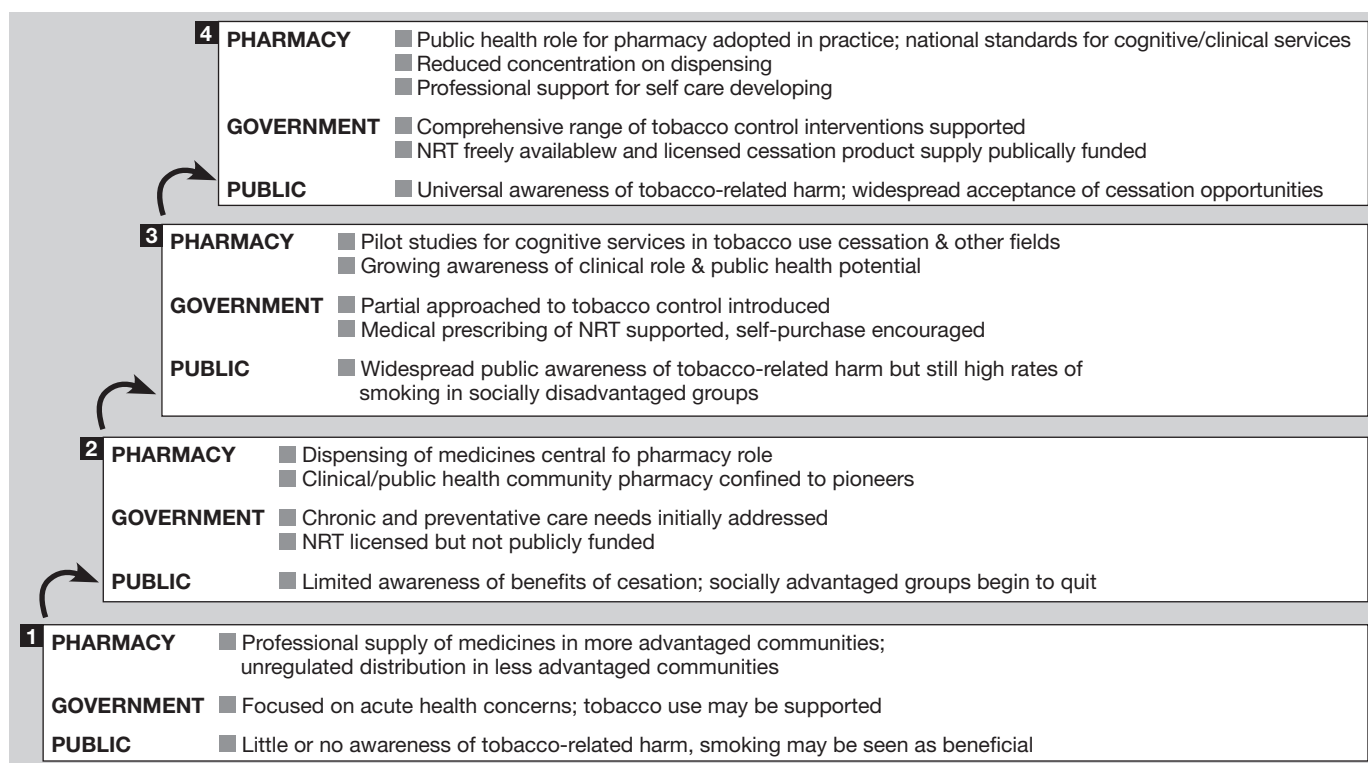 4
PHARMACY Public health role for pharmacy adopted in practice; national standards for cognitive/clinical services
Reduced concentration on dispensing
Professional support for self care developing
GOVERNMENT Comprehensive range of tobacco control interventions supported
NRT freely availablew and licensed cessation product supply publically funded
PUBLIC Universal awareness of tobacco-related harm; widespread acceptance of cessation opportunities
3
PHARMACY Pilot studies for cognitive services in tobacco use cessation & other fields
Growing awareness of clinical role & public health potential
GOVERNMENT Partial approached to tobacco control introduced
Medical prescribing of NRT supported, self-purchase encouraged
PUBLIC Widespread public awareness of tobacco-related harm but still high rates of
smoking in socially disadvantaged groups
2
PHARMACY Dispensing of medicines central fo pharmacy role
Clinical/public health community pharmacy confined to pioneers
GOVERNMENT Chronic and preventative care needs initially addressed
NRT licensed but not publicly funded
PUBLIC Limited awareness of benefits of cesation; socially advantaged groups begin to quit
1
PHARMACY Professional supply of medicines in more advantaged communities;
unregulated distribution in less advantaged communities
GOVERNMENT Focused on acute health concerns; tobacco use may be supported
PUBLIC Little or no awareness of tobacco-related harm, smoking may be seen as beneficial